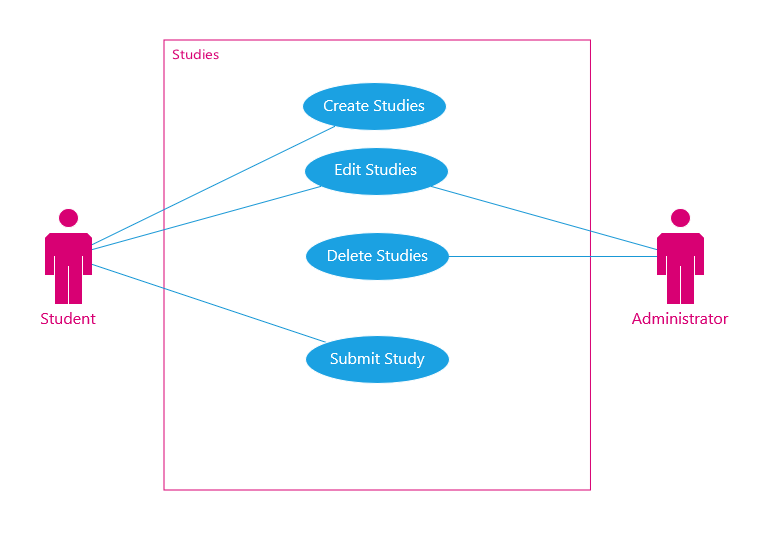 Studies
Create Studies
Edit Studies
Delete Studies
Submit Study
Student
Administrator